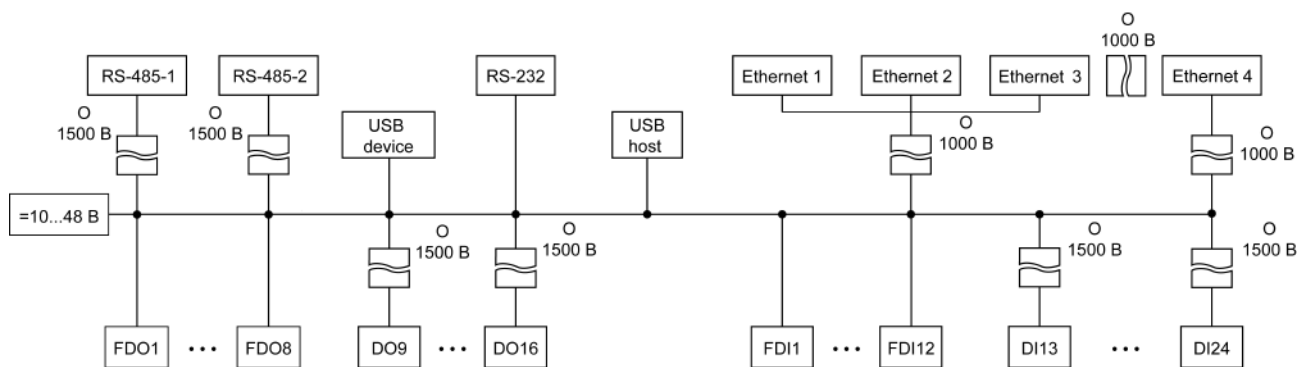 О
1000 В
RS-485-1
RS-485-2
RS-232
Ethernet 1
Ethernet 2
Ethernet 3
Ethernet 4
О
1500 В
О
1500 В
USB
device
USB
host
О
1000 В
О
1000 В
=10...48 В
О
1500 В
О
1500 В
О
1500 В
О
1500 В
FDO1
...
FDO8
DO9
...
DO16
FDI1
...
FDI12
DI13
...
DI24